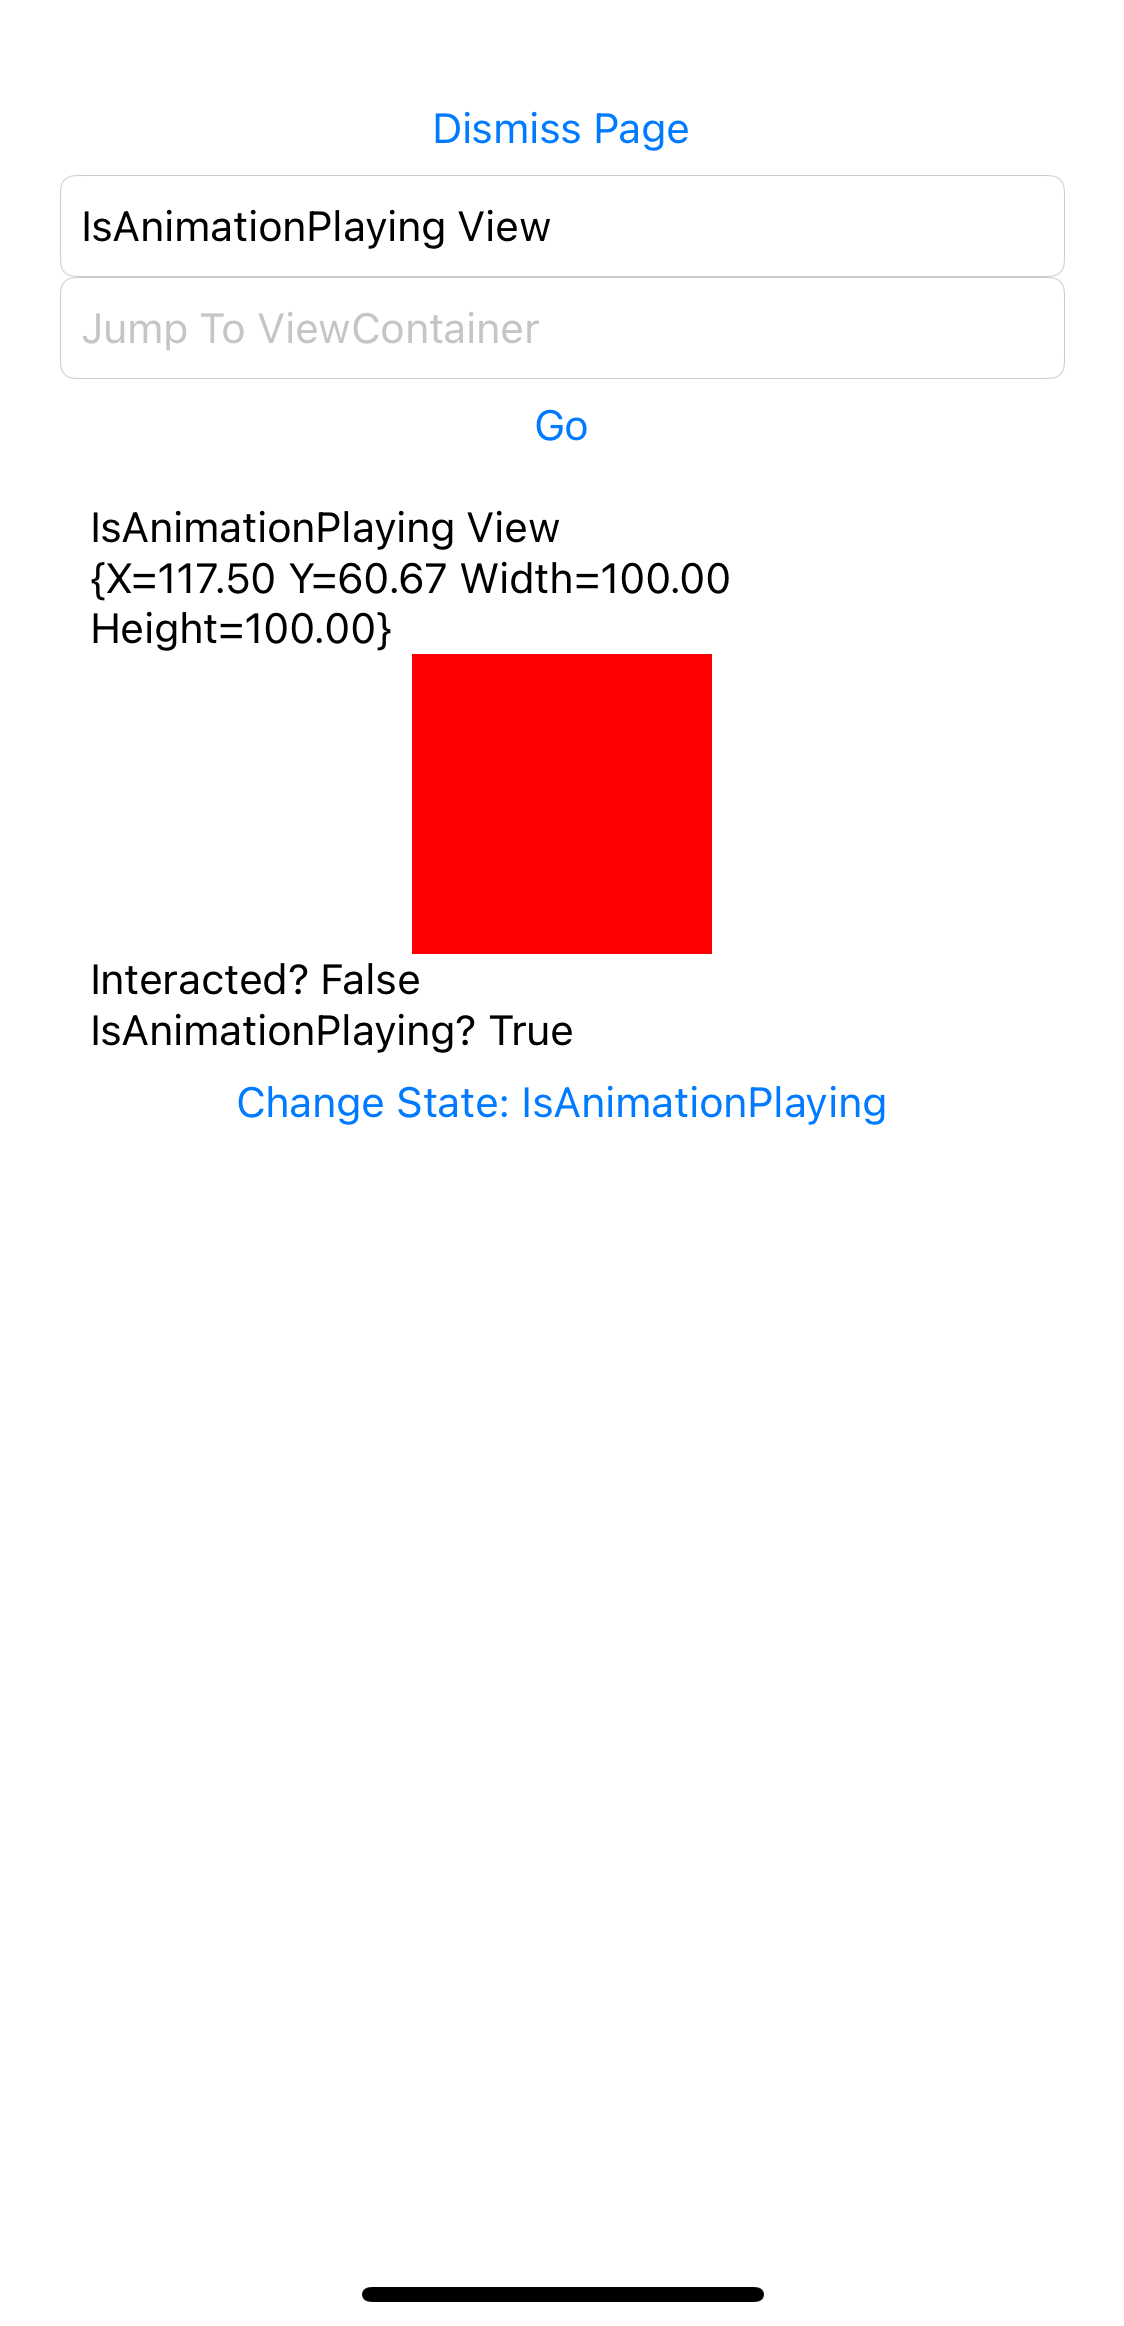 Dismiss Page
IsAnimationPlaying View
Jump To ViewContainer
Go
IsAnimationPlaying View
{X=117.50 Y=60.67 Width=100.00
Height=100.00}
Interacted? False
IsAnimationPlaying? True
Change State: IsAnimationPlaying